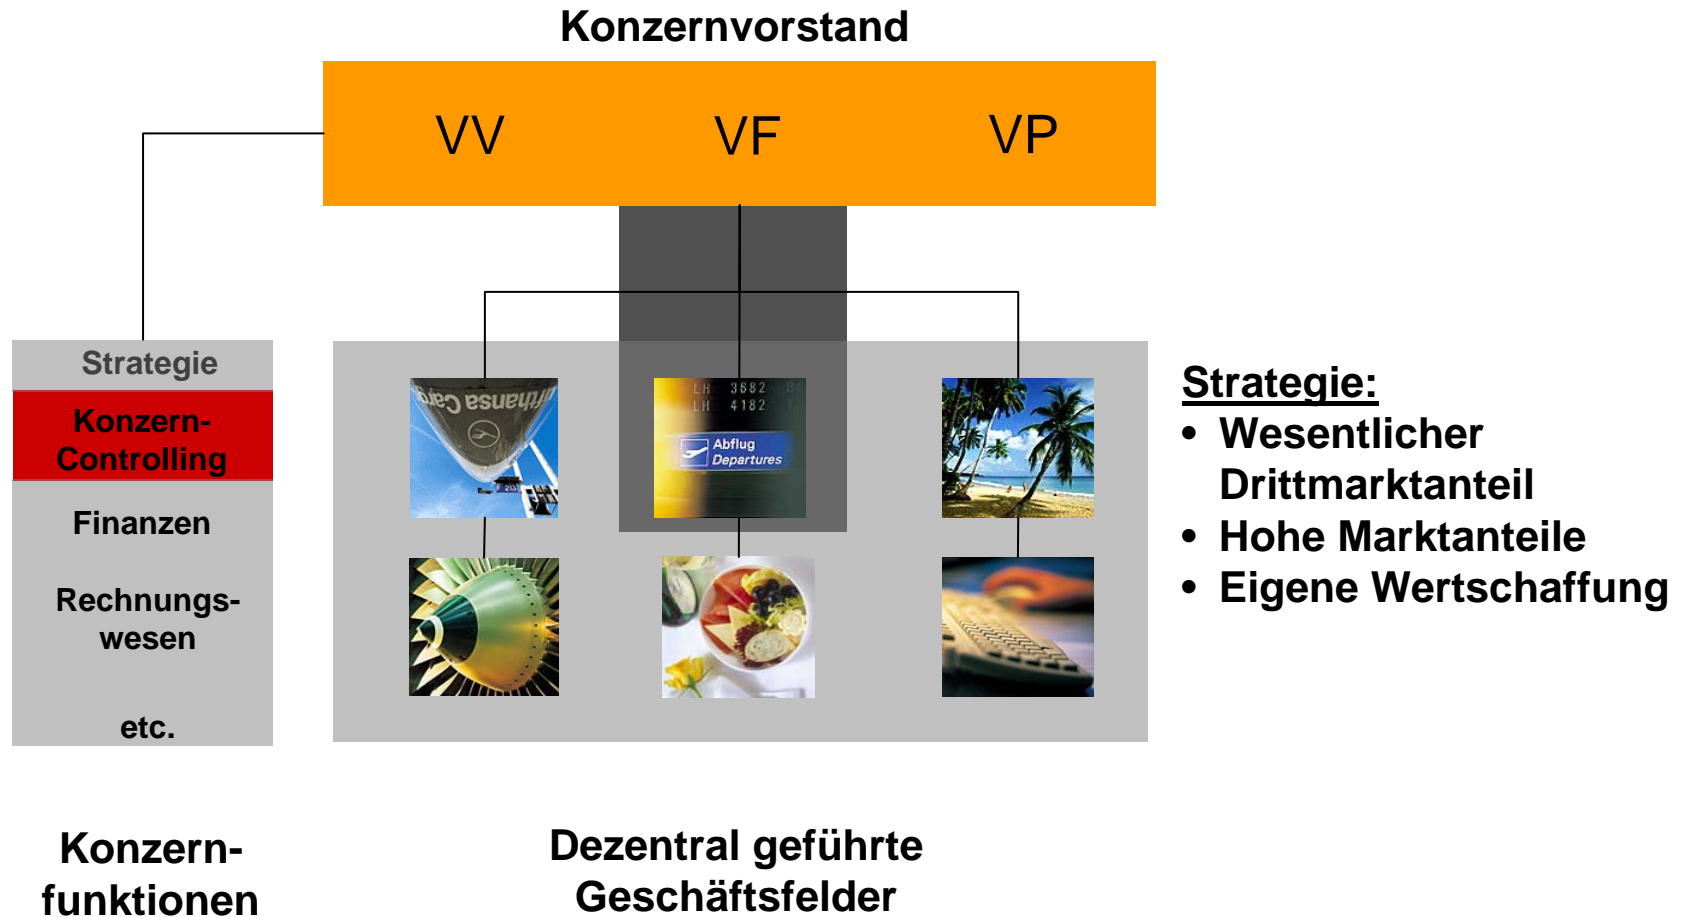 Konzernvorstand
VV VF VP
Strategie
Konzern-
Controlling
Finanzen
Rechnungs-
wesen
etc.
LH 3682
LH 4182
Abflug
Departures
Strategie:
• Wesentlicher
Drittmarktanteil
• Hohe Marktanteile
• Eigene Wertschaffung
Konzern-
funktionen
Dezentral geführte
Geschäftsfelder